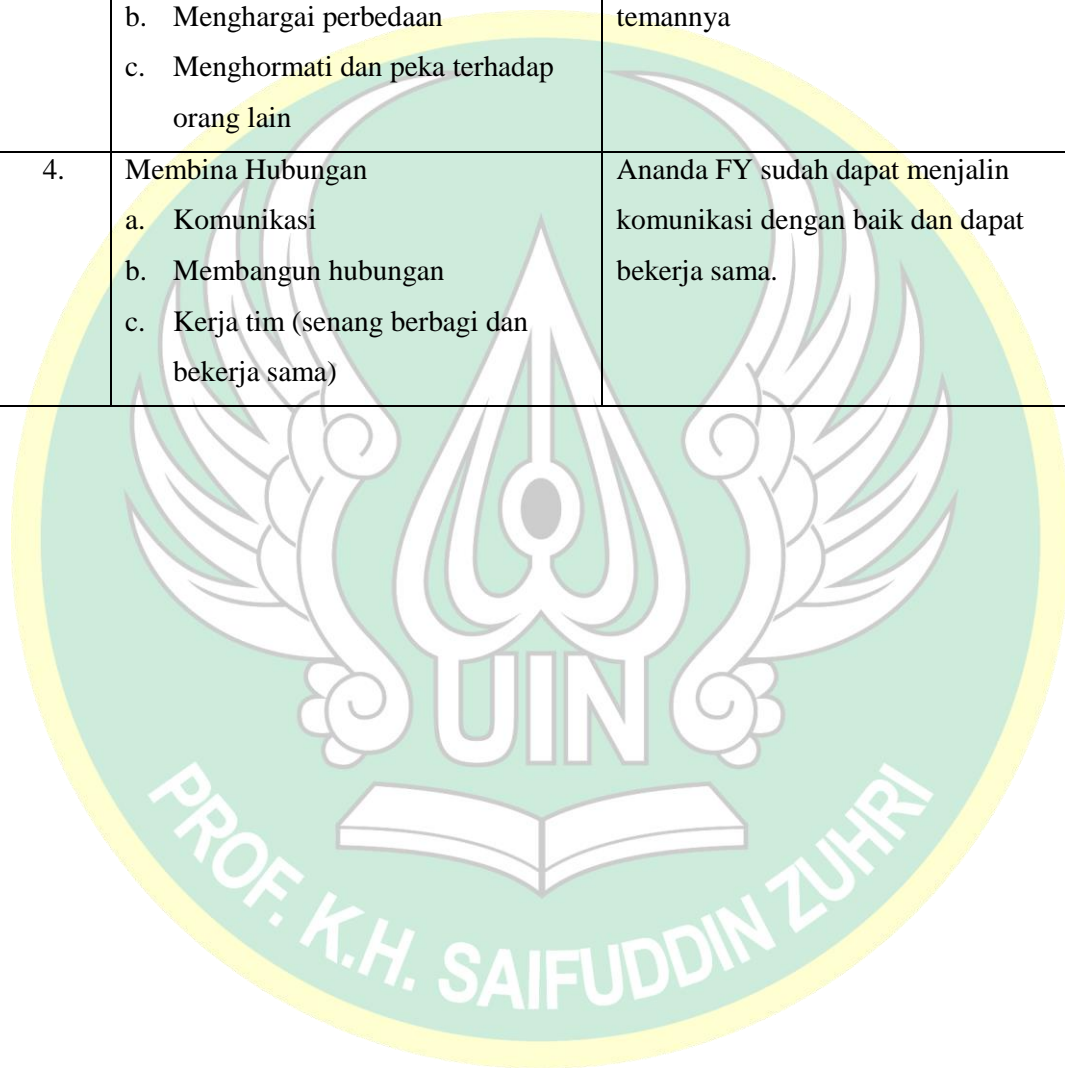 b. Menghargai perbedaan
c. Menghormati dan peka terhadap
orang lain
temannya
4. Membina Hubungan
a. Komunikasi
b. Membangun hubungan
c. Kerja tim (senang berbagi dan
bekerja sama)
Ananda FY sudah dapat menjalin
komunikasi dengan baik dan dapat
bekerja sama.
UIN
PROF. K.H. SAIFUDDIN ZUHRI